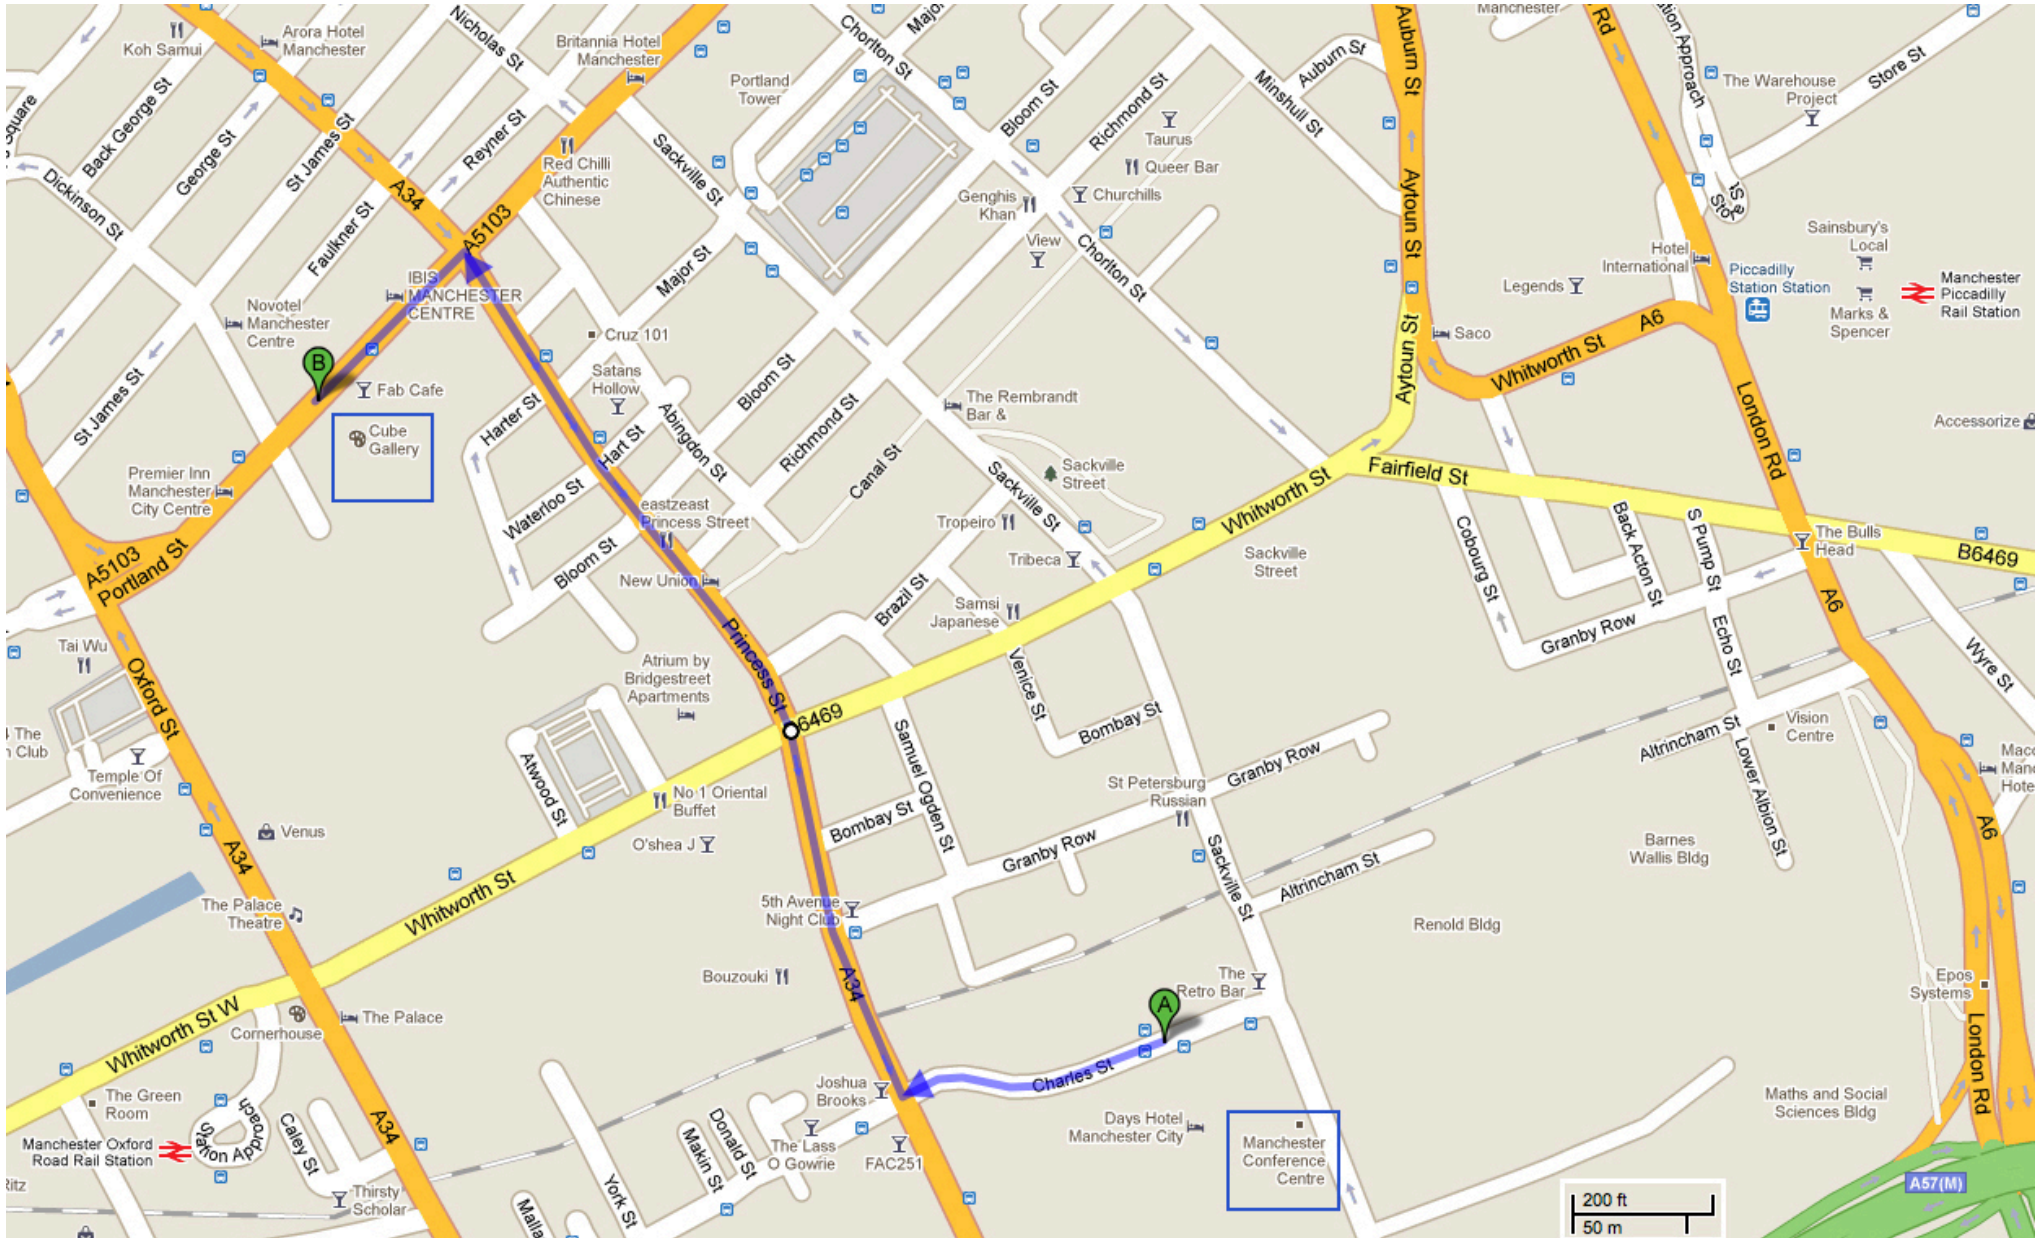 Koh Samui
Arora Hotel
Manchester
Nicholas St
Britannia Hotel
Manchester
Chorlton St
Major
Portland
Tower
Auburn St
Auburn St
Rd
Manchester
The Warehouse
Project
Store St
Back George St
George St
St James St
Reyner St
Red Chilli
Authentic
Chinese
Sackville St
Bloom St
Richmond St
Taurus
Queer Bar
Churchills
Genghis
Khan
View
Minshull St
Aytoun St
Square
Dickinson St
A34
A5103
Faulkner St
Major St
Chorlton St
Hotel
International
Legends
Piccadilly
Station Station
Sainsbury's
Local
Marks &
Spencer
Manchester
Piccadilly
Rail Station
IBIS
MANCHESTER
CENTRE
Novotel
Manchester
Centre
Cruz 101
Satans
Hollow
Saco
Whitworth St
A6
Aytoun St
London Rd
Accessorize
B
Fab Cafe
Cube
Gallery
St James St
Harter St
Hart St
Abingdon St
Bloom St
Richmond St
Canal St
The Rembrandt
Bar &
Sackville
Street
Sackville St
Fairfield St
Whitworth St
Premier Inn
Manchester
City Centre
A5103
Portland St
Waterloo St
Bloom St
eastzeast
Princess Street
New Union
Tropeiro
Tribeca
Sackville
Street
Cobourg St
Back Acton St
S Pump St
The Bulls
Head
B6469
A6
Tai Wu
Oxford St
Princess St
Atrium by
Bridgestreet
Apartments
Brazil St
Samsi
Japanese
Venice St
Bombay St
Granby Row
Echo St
Wyre St
Altrincham St
Lower Albion St
Vision
Centre
The
Club
Temple Of
Convenience
Venus
A34
Atwood St
6469
No 1 Oriental
Buffet
O'shea J
Bombay St
Samuel Ogden St
Granby Row
St Petersburg
Russian
Granby Row
Sackville St
Altrincham St
Barnes
Wallis Bldg
A6
Renold Bldg
The Palace
Theatre
Whitworth St
5th Avenue
Night Club
Bouzouki
A34
The
Retro Bar
A
Epos
Systems
London Rd
Whitworth St W
Cornerhouse
The Palace
The Green
Room
Manchester Oxford
Road Rail Station
Station Approach
Caley St
A34
Thirsty
Scholar
York St
Makin St
Donald St
The Lass
O Gowrie
Joshua
Brooks
FAC251
Charles St
Days Hotel
Manchester City
Manchester
Conference
Centre
Maths and Social
Sciences Bldg
A57(M)
200 ft
50 m